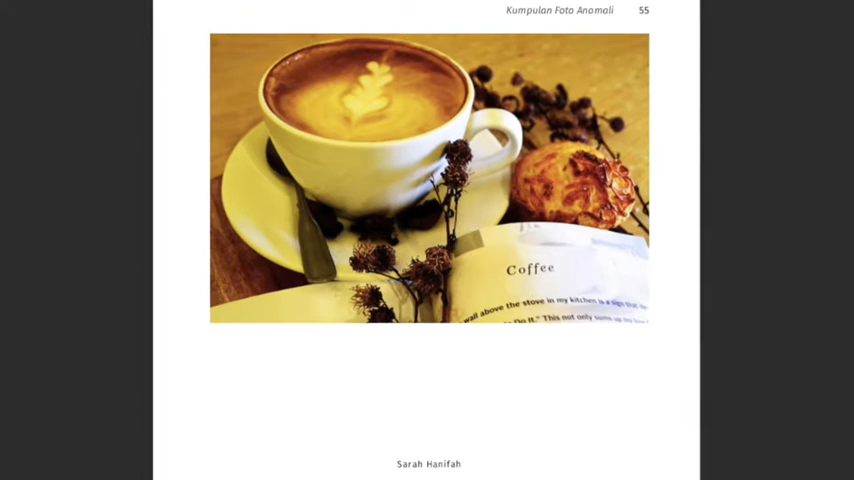 Kumpulan Foto Anomali 55
Coffee
wall above the stove in my kitchen is a sign that
Do It." This not only sums up my
Sarah Hanifah